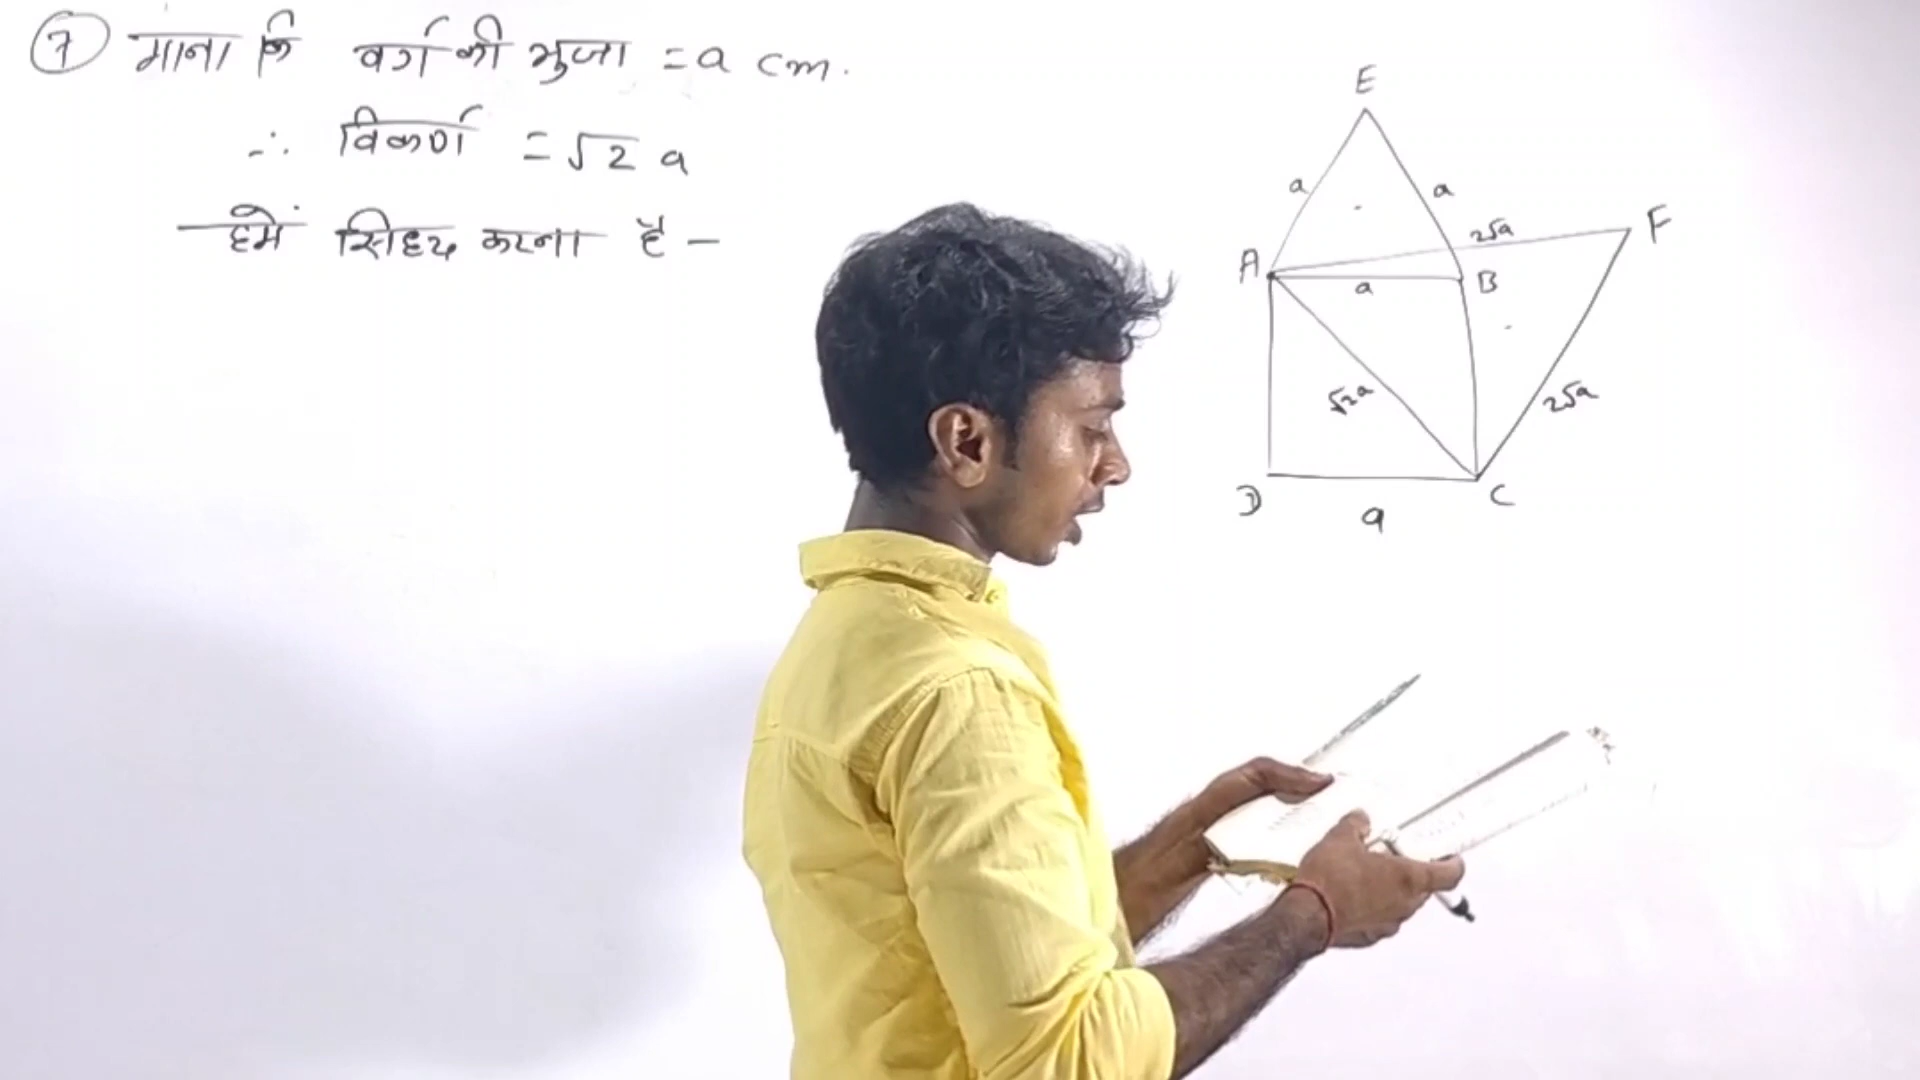 7 माना कि वर्ग की भुजा = a cm.
∴ विकर्ण = √2 a
हमें सिद्ध करना है –
E
a
a
√2a
F
A
a
B
√2a
√2a
D
a
C